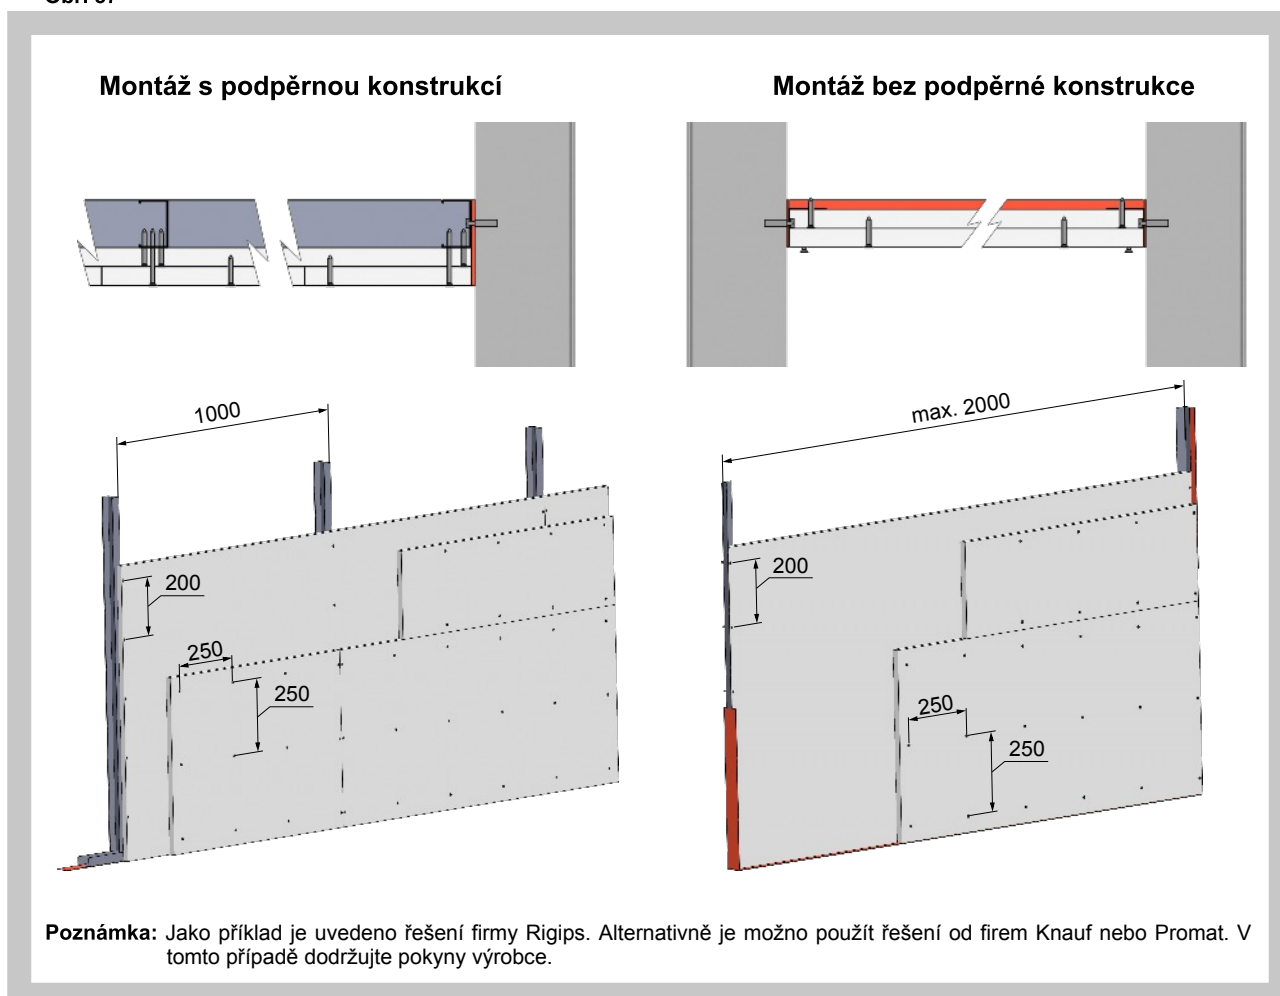 Montáž s podpěrnou konstrukcí
Montáž bez podpěrné konstrukce
1000
200
250
250
max. 2000
200
250
250
Poznámka: Jako příklad je uvedeno řešení firmy Rigips. Alternativně je možno použít řešení od firem Knauf nebo Promat. V
tomto případě dodržujte pokyny výrobce.